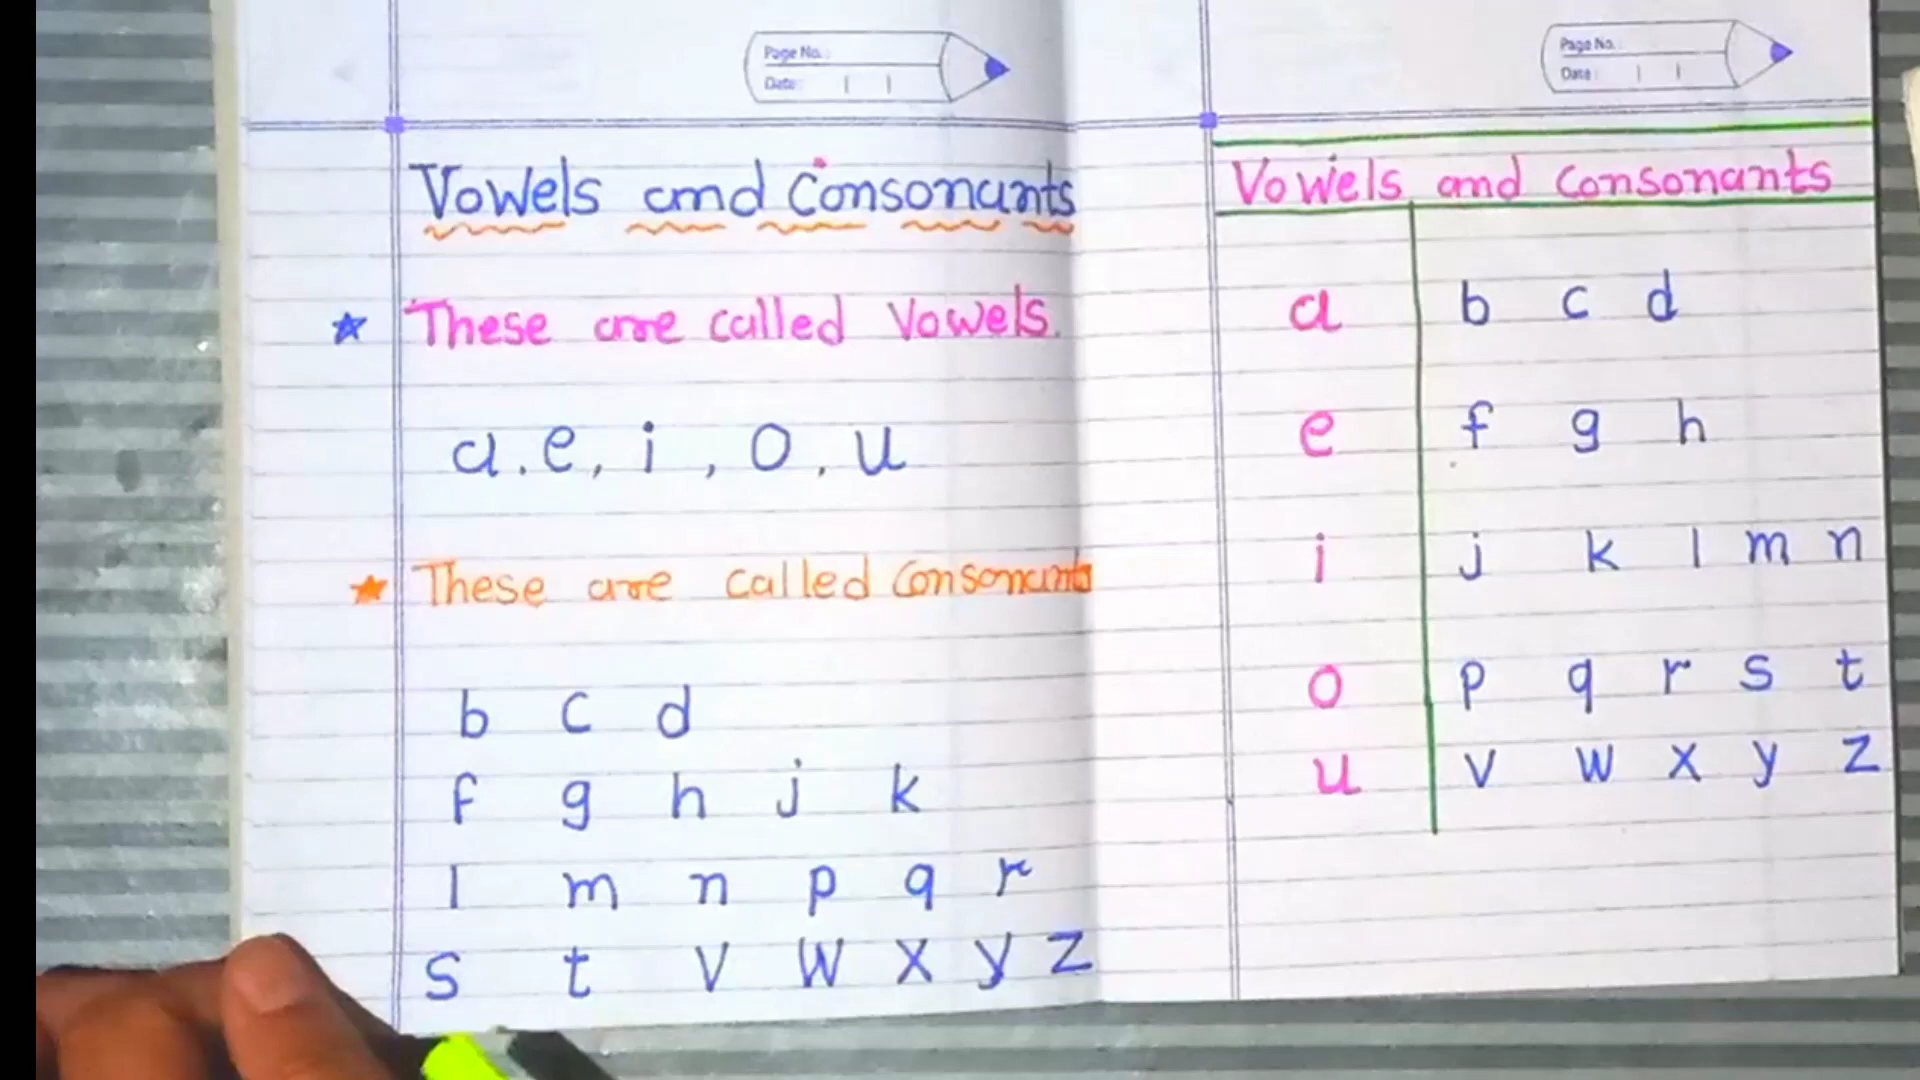 Page No.
Date:
Vowels and Consonants
These are called Vowels.
a, e, i, o, u
These are called Consonants
b c d
f g h j k
l m n p q r
s t v w x y z
Page No.
Date:
Vowels and Consonants
a b c d
e f g h
i j k l m n
o p q r s t
u v w x y z